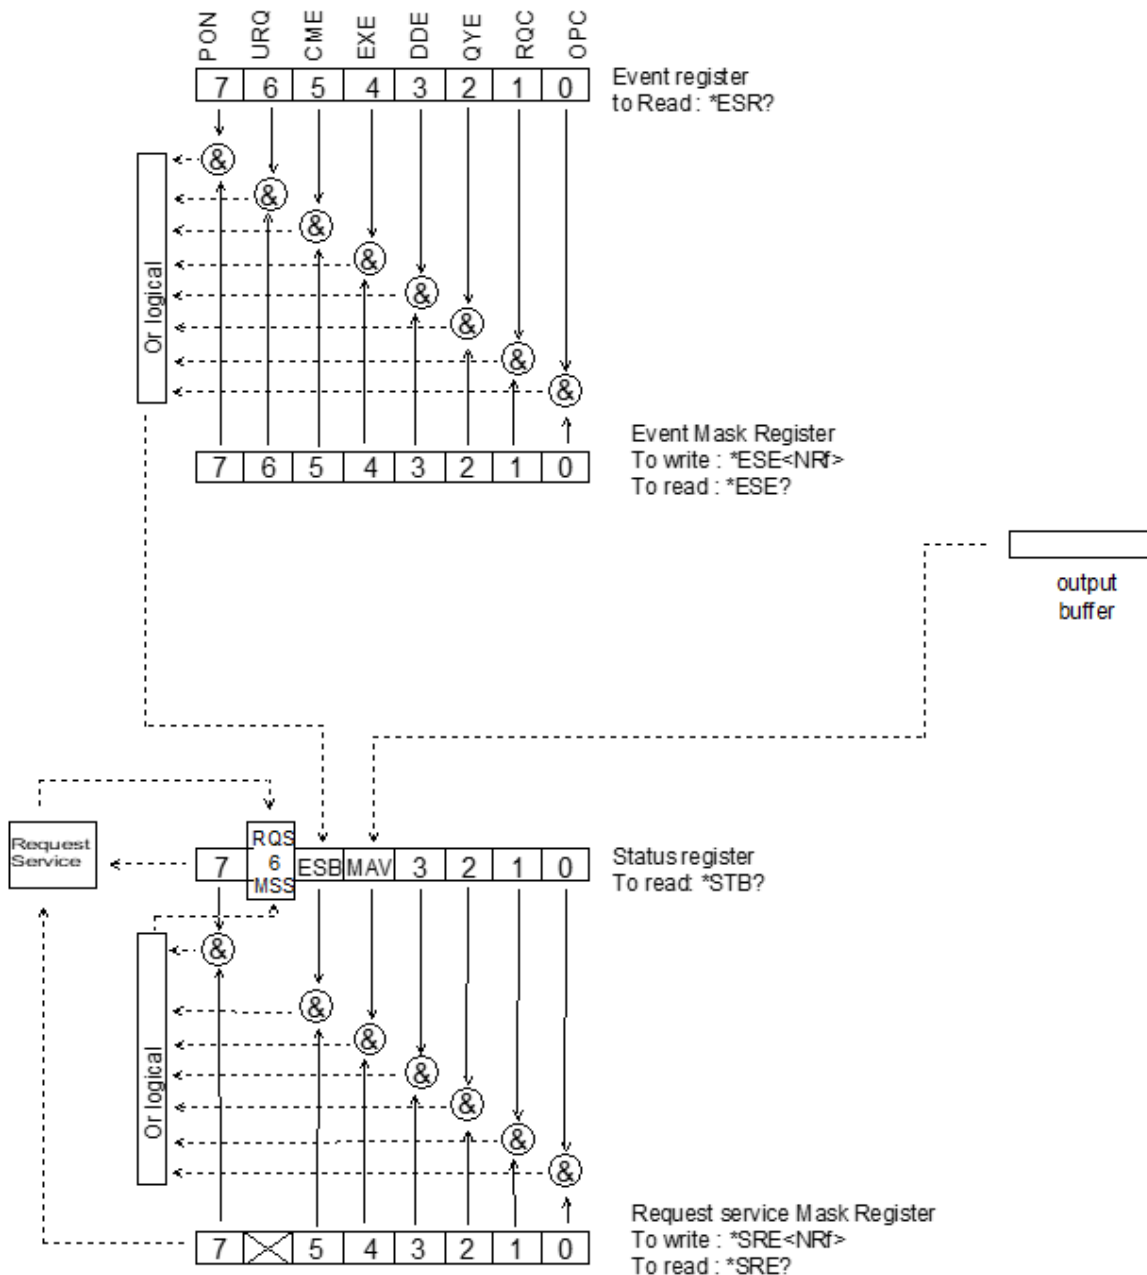 PON URQ CME EXE DDE QYE RQC OPC
7 6 5 4 3 2 1 0
Event register
to Read : *ESR?
&
&
&
&
&
&
&
&
Or logical
Event Mask Register
To write : *ESE<NRf>
To read : *ESE?
7 6 5 4 3 2 1 0
output
buffer
Request
Service
RQS
7 6 ESB MAV 3 2 1 0
MSS
Status register
To read: *STB?
&
&
&
&
&
&
&
Or logical
Request service Mask Register
To write : *SRE<NRf>
To read : *SRE?
7 5 4 3 2 1 0